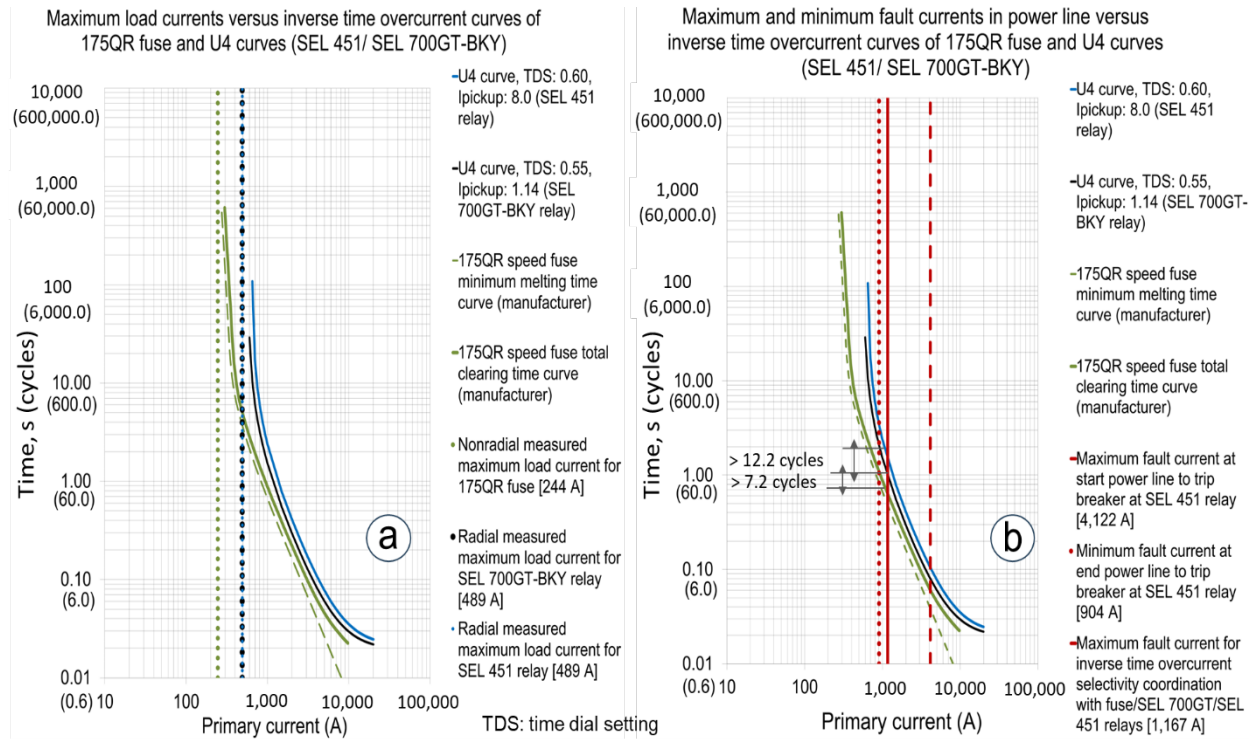 Maximum load currents versus inverse time overcurrent curves of
175QR fuse and U4 curves (SEL 451/ SEL 700GT-BKY)
Time, s (cycles)
10,000
(600,000.0)
1,000
(60,000.0)
100
(6,000.0)
10.00
(600.0)
1.00
(60.0)
0.10
(6.0)
0.01
(0.6)
10
100
1,000
10,000
100,000
Primary current (A)
a
U4 curve, TDS: 0.60,
Ipickup: 8.0 (SEL 451
relay)
U4 curve, TDS: 0.55,
Ipickup: 1.14 (SEL
700GT-BKY relay)
175QR speed fuse
minimum melting time
curve (manufacturer)
175QR speed fuse total
clearing time curve
(manufacturer)
Nonradial measured
maximum load current for
175QR fuse [244 A]
Radial measured
maximum load current for
SEL 700GT-BKY relay
[489 A]
Radial measured
maximum load current for
SEL 451 relay [489 A]
TDS: time dial setting
Maximum and minimum fault currents in power line versus
inverse time overcurrent curves of 175QR fuse and U4 curves
(SEL 451/ SEL 700GT-BKY)
Time, s (cycles)
10,000
(600,000.0)
1,000
(60,000.0)
100
(6,000.0)
10.00
(600.0)
1.00
(60.0)
0.10
(6.0)
0.01
(0.6)
10
100
1,000
10,000
100,000
Primary current (A)
> 12.2 cycles
> 7.2 cycles
b
U4 curve, TDS: 0.60,
Ipickup: 8.0 (SEL 451
relay)
U4 curve, TDS: 0.55,
Ipickup: 1.14 (SEL 700GT-
BKY relay)
175QR speed fuse
minimum melting time
curve (manufacturer)
175QR speed fuse total
clearing time curve
(manufacturer)
Maximum fault current at
start power line to trip
breaker at SEL 451 relay
[4,122 A]
Minimum fault current at
end power line to trip
breaker at SEL 451 relay
[904 A]
Maximum fault current for
inverse time overcurrent
selectivity coordination
with fuse/SEL 700GT/SEL
451 relays [1,167 A]